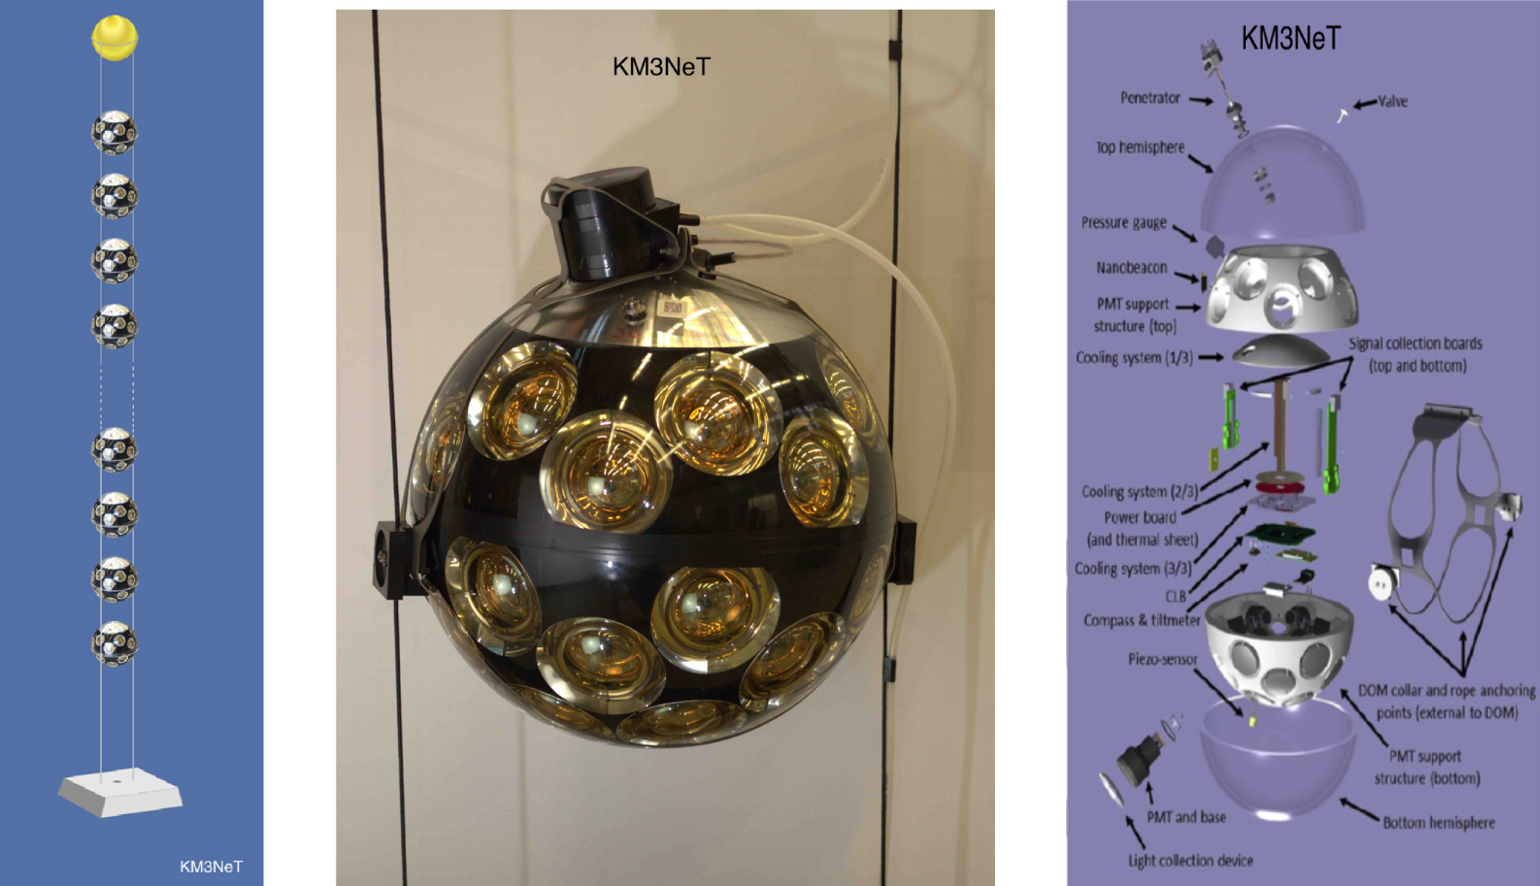 KM3NeT
KM3NeT
KM3NeT
Penetrator
Valve
Top hemisphere
Pressure gauge
Nanobeacon
PMT support
structure (top)
Cooling system (1/3)
Signal collection boards
(top and bottom)
Cooling system (2/3)
Power board
(and thermal sheet)
Cooling system (3/3)
CLB
Compass & tiltmeter
Piezo-sensor
DOM collar and rope anchoring
points (external to DOM)
PMT support
structure (bottom)
PMT and base
Bottom hemisphere
Light collection device